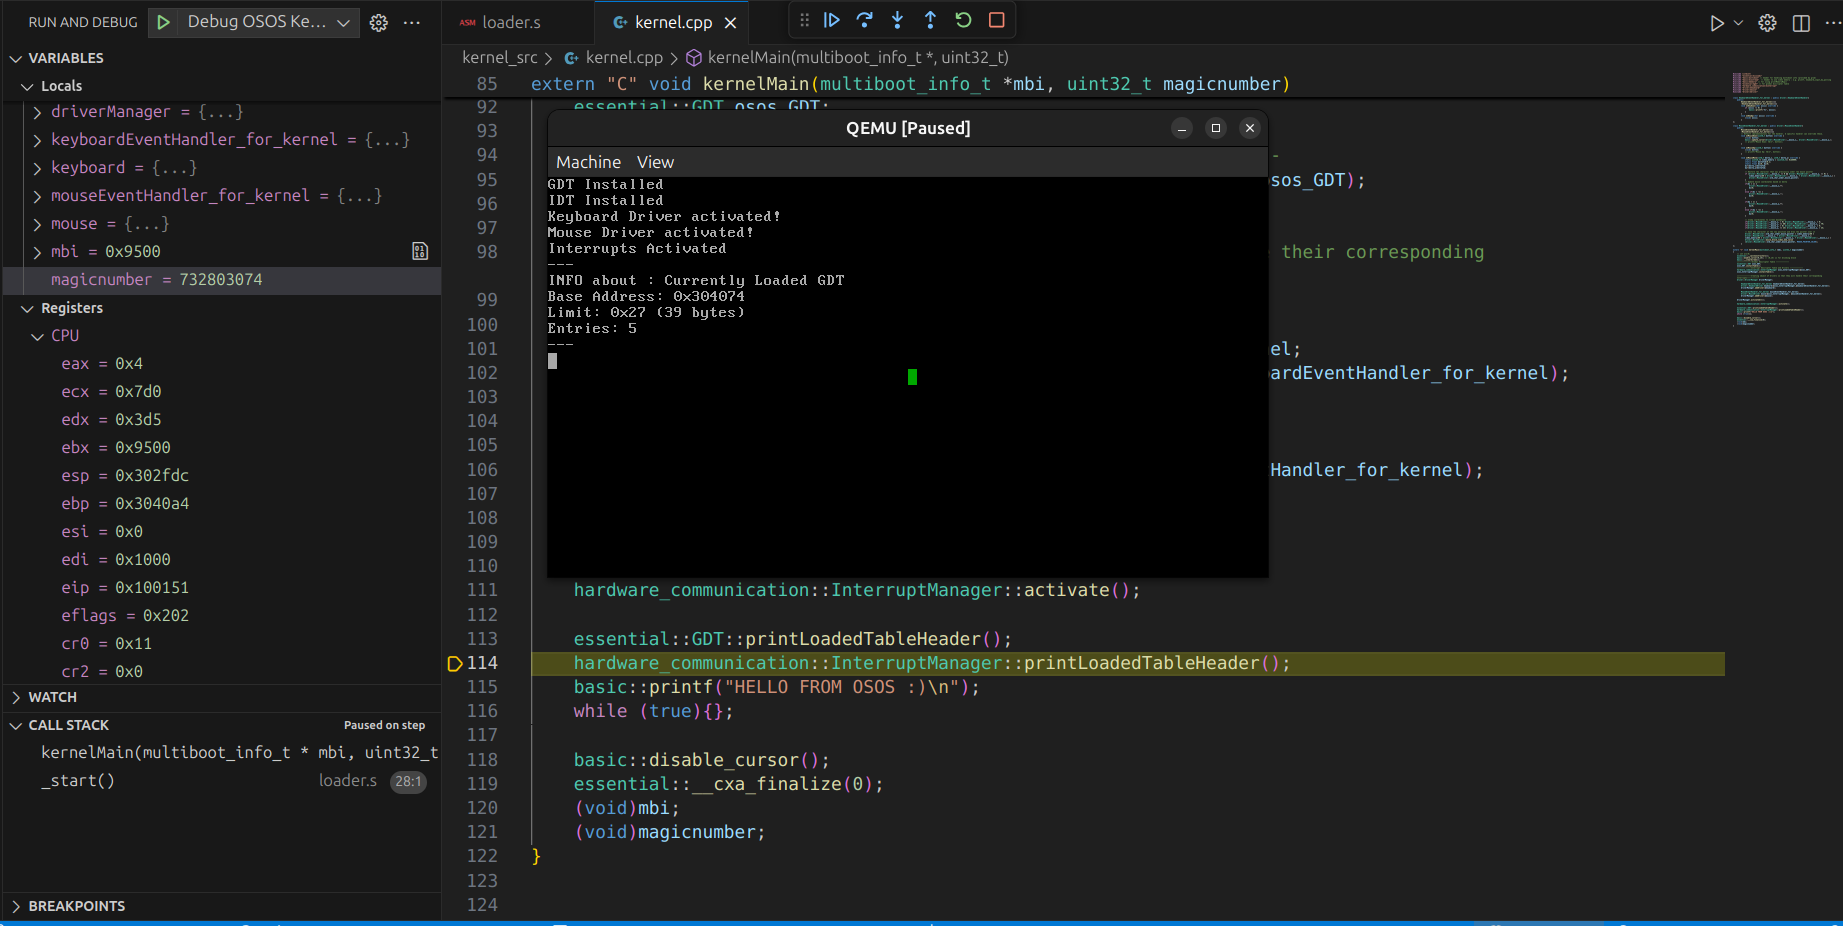 RUN AND DEBUG
Debug OSOS Ke...
VARIABLES
Locals
driverManager = {...}
keyboardEventHandler_for_kernel = {...}
keyboard = {...}
mouseEventHandler_for_kernel = {...}
mouse = {...}
mbi = 0x9500
magicnumber = 732803074
Registers
CPU
eax = 0x4
ecx = 0x7d0
edx = 0x3d5
ebx = 0x9500
esp = 0x302fdc
ebp = 0x3040a4
esi = 0x0
edi = 0x1000
eip = 0x100151
eflags = 0x202
cr0 = 0x11
cr2 = 0x0
WATCH
CALL STACK Paused on step
kernelMain(multiboot_info_t * mbi, uint32_t
_start() loader.s 28:1
BREAKPOINTS
ASM loader.s
kernel.cpp
kernel_src > kernel.cpp > kernelMain(multiboot_info_t *, uint32_t)
85 extern "C" void kernelMain(multiboot_info_t *mbi, uint32_t magicnumber)
92 essential::GDT osos_GDT;
93
94 -
95 sos_GDT);
96
97
98 their corresponding
99
100
101 el;
102 ardEventHandler_for_kernel);
103
104
105
106 Handler_for_kernel);
107
108
109
110
111 hardware_communication::InterruptManager::activate();
112
113 essential::GDT::printLoadedTableHeader();
114 hardware_communication::InterruptManager::printLoadedTableHeader();
115 basic::printf("HELLO FROM OSOS :)\n");
116 while (true){};
117
118 basic::disable_cursor();
119 essential::__cxa_finalize(0);
120 (void)mbi;
121 (void)magicnumber;
122 }
123
124
QEMU [Paused]
Machine View
GDT Installed
IDT Installed
Keyboard Driver activated!
Mouse Driver activated!
Interrupts Activated
---
INFO about : Currently Loaded GDT
Base Address: 0x304074
Limit: 0x27 (39 bytes)
Entries: 5
---